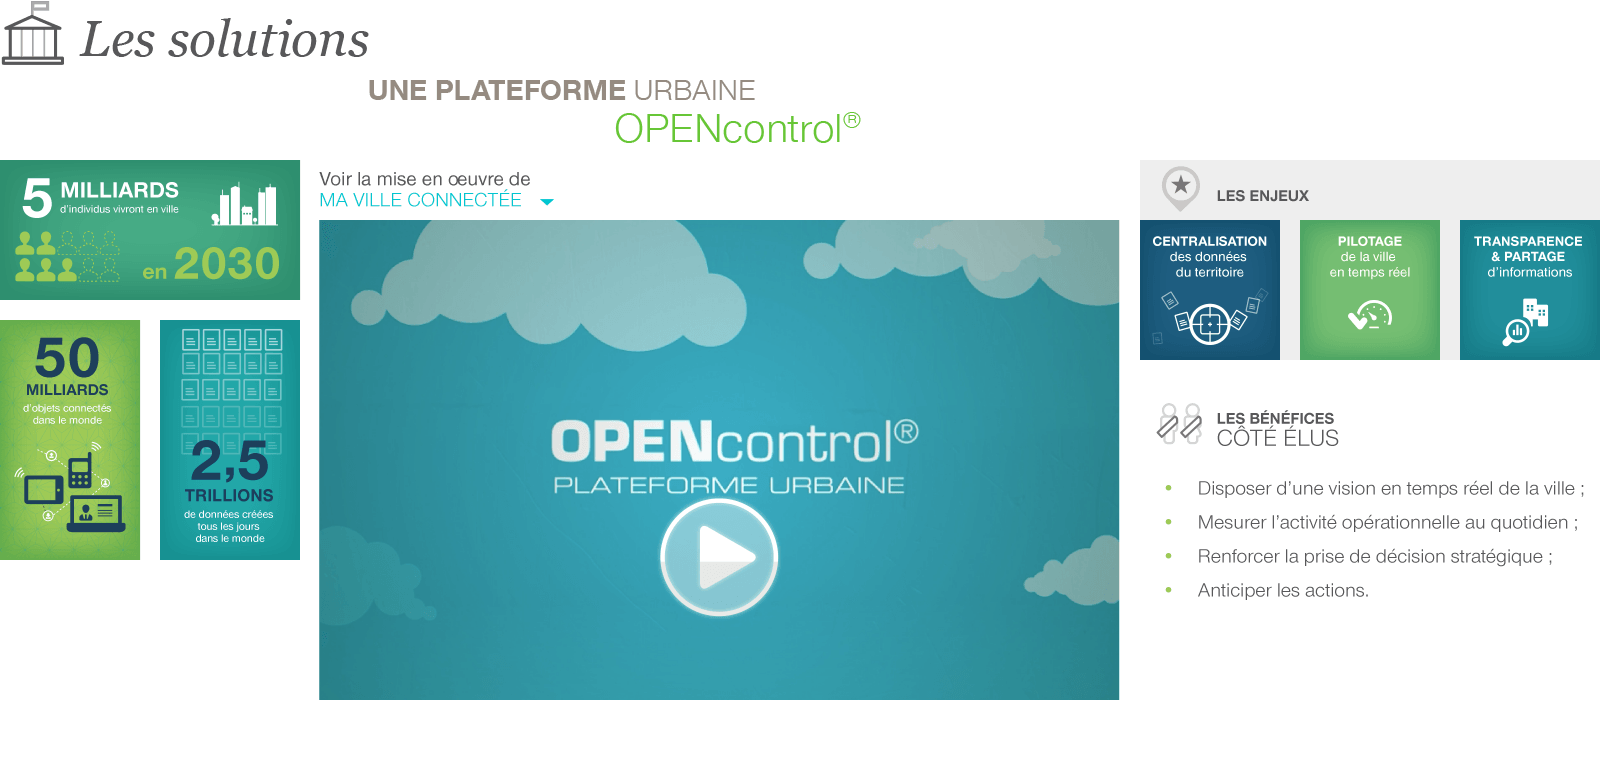 Les solutions
UNE PLATEFORME URBAINE
OPENcontrol®
5 MILLIARDS
d'individus vivront en ville
en 2030
50
MILLIARDS
d'objets connectés
dans le monde
2,5
TRILLIONS
de données créées
tous les jours
dans le monde
Voir la mise en œuvre de
MA VILLE CONNECTÉE
OPENcontrol®
PLATEFORME URBAINE
LES ENJEUX
CENTRALISATION
des données
du territoire
PILOTAGE
de la ville
en temps réel
TRANSPARENCE
& PARTAGE
d'informations
LES BÉNÉFICES
CÔTÉ ÉLUS
• Disposer d'une vision en temps réel de la ville ;
• Mesurer l'activité opérationnelle au quotidien ;
• Renforcer la prise de décision stratégique ;
• Anticiper les actions.